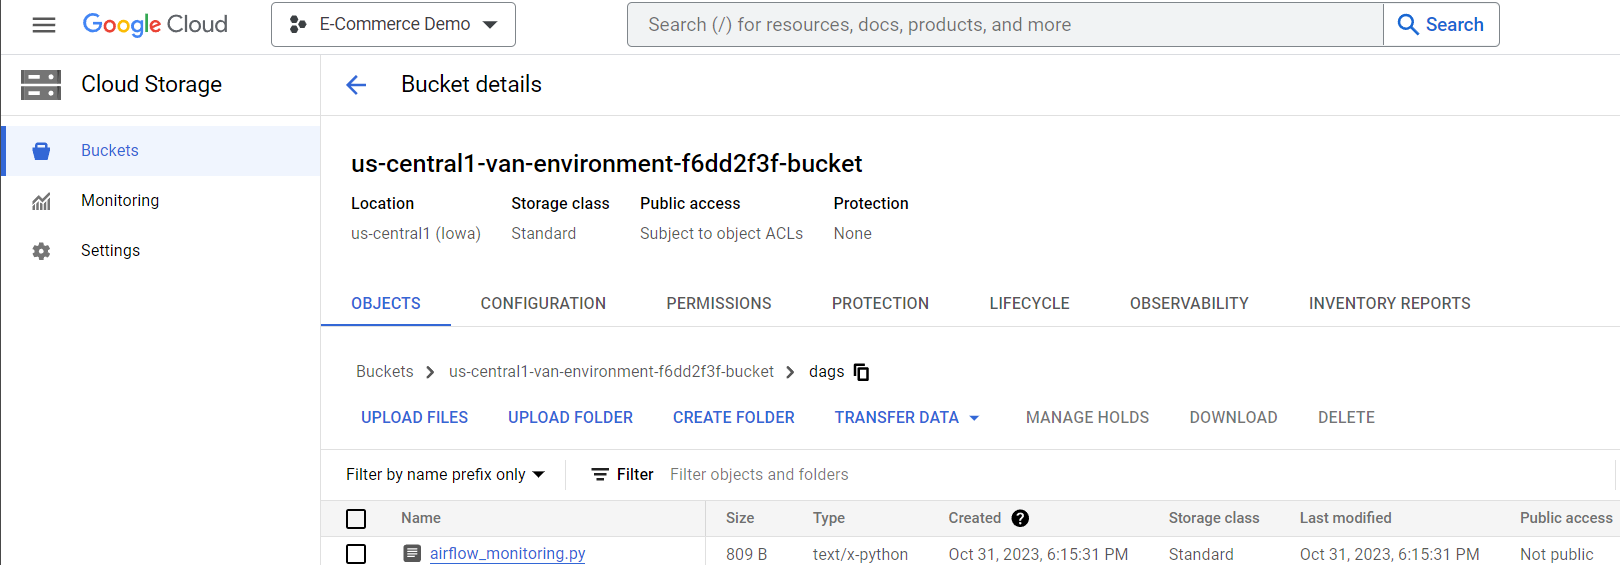 Google Cloud
E-Commerce Demo
Search (/) for resources, docs, products, and more
Search
Cloud Storage
Bucket details
Buckets
Monitoring
Settings
us-central1-van-environment-f6dd2f3f-bucket
Location Storage class Public access Protection
us-central1 (Iowa) Standard Subject to object ACLs None
OBJECTS CONFIGURATION PERMISSIONS PROTECTION LIFECYCLE OBSERVABILITY INVENTORY REPORTS
Buckets > us-central1-van-environment-f6dd2f3f-bucket > dags
UPLOAD FILES UPLOAD FOLDER CREATE FOLDER TRANSFER DATA MANAGE HOLDS DOWNLOAD DELETE
Filter by name prefix only Filter Filter objects and folders
Name Size Type Created ? Storage class Last modified Public access
airflow_monitoring.py 809 B text/x-python Oct 31, 2023, 6:15:31 PM Standard Oct 31, 2023, 6:15:31 PM Not public